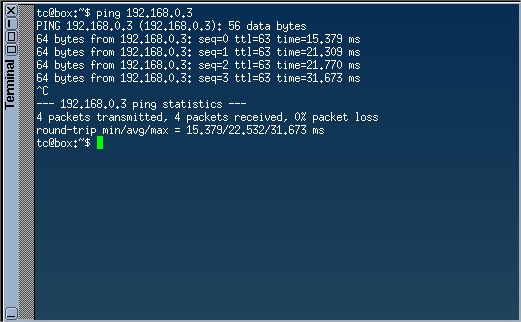 Terminal
tc@box:~$ ping 192.168.0.3
PING 192.168.0.3 (192.168.0.3): 56 data bytes
64 bytes from 192.168.0.3: seq=0 ttl=63 time=15.379 ms
64 bytes from 192.168.0.3: seq=1 ttl=63 time=21.309 ms
64 bytes from 192.168.0.3: seq=2 ttl=63 time=21.770 ms
64 bytes from 192.168.0.3: seq=3 ttl=63 time=31.673 ms
^C
--- 192.168.0.3 ping statistics ---
4 packets transmitted, 4 packets received, 0% packet loss
round-trip min/avg/max = 15.379/22.532/31.673 ms
tc@box:~$